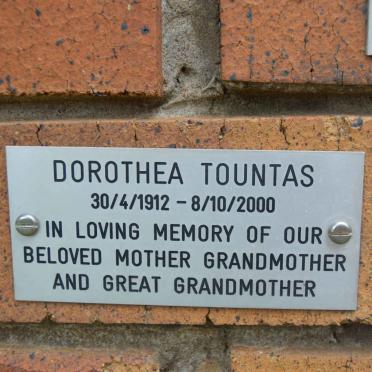 DOROTHEA TOUNTAS
30/4/1912 - 8/10/2000
IN LOVING MEMORY OF OUR
BELOVED MOTHER GRANDMOTHER
AND GREAT GRANDMOTHER